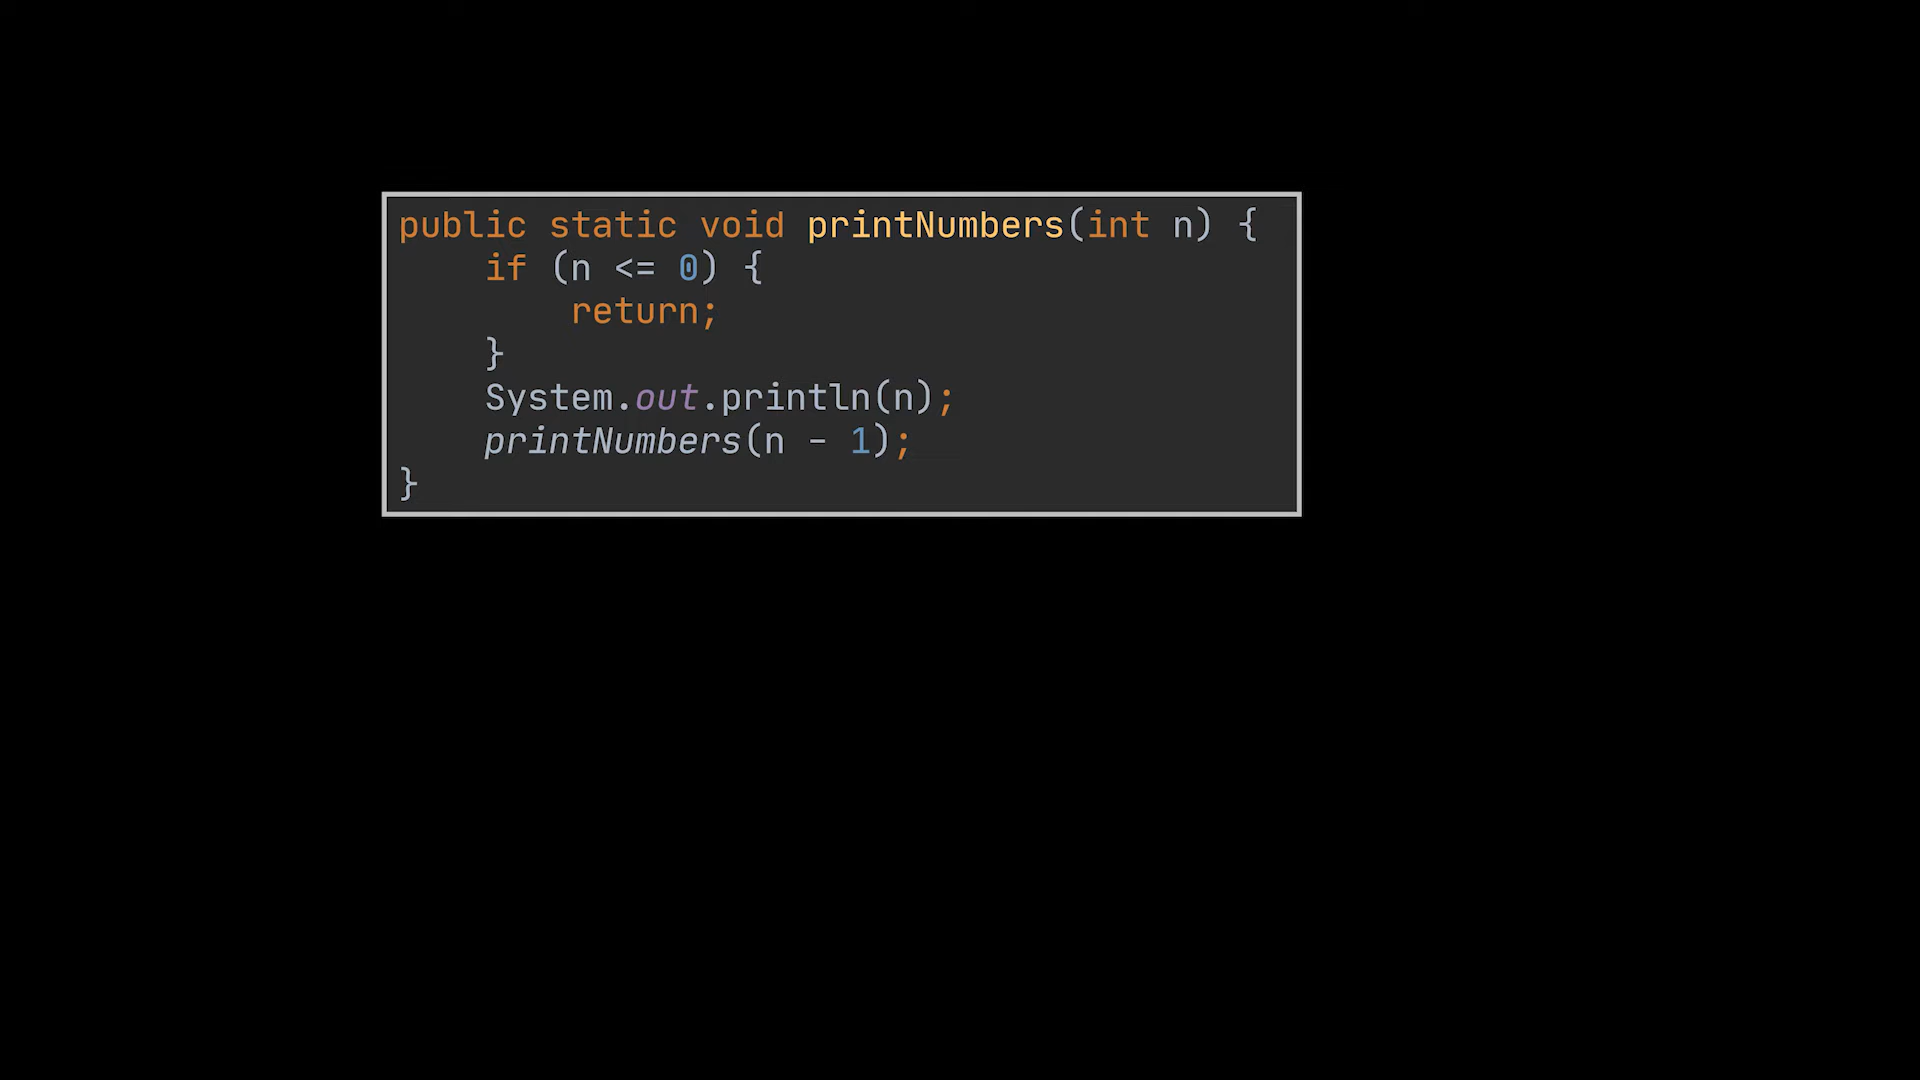 public static void printNumbers(int n) {
    if (n <= 0) {
        return;
    }
    System.out.println(n);
    printNumbers(n - 1);
}